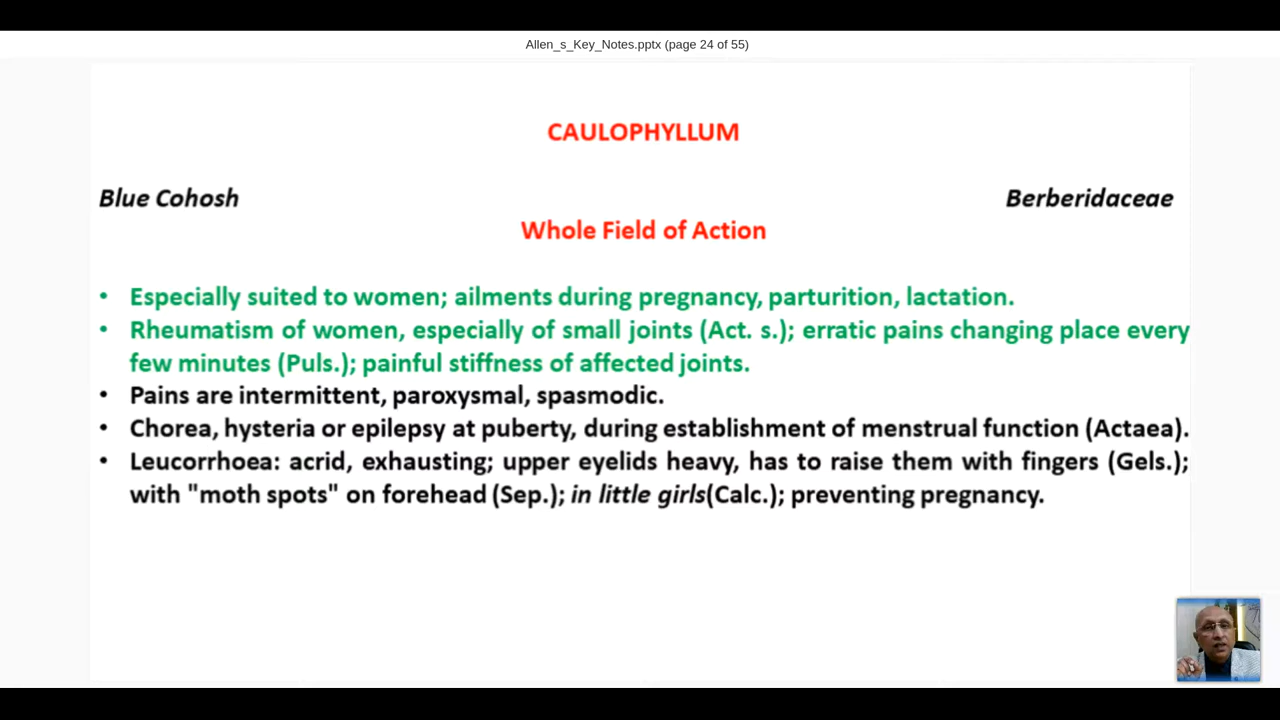 Allen_s_Key_Notes.pptx (page 24 of 55)
CAULOPHYLLUM
Blue Cohosh Berberidaceae
Whole Field of Action
• Especially suited to women; ailments during pregnancy, parturition, lactation.
• Rheumatism of women, especially of small joints (Act. s.); erratic pains changing place every
few minutes (Puls.); painful stiffness of affected joints.
• Pains are intermittent, paroxysmal, spasmodic.
• Chorea, hysteria or epilepsy at puberty, during establishment of menstrual function (Actaea).
• Leucorrhoea: acrid, exhausting; upper eyelids heavy, has to raise them with fingers (Gels.);
with "moth spots" on forehead (Sep.); in little girls(Calc.); preventing pregnancy.